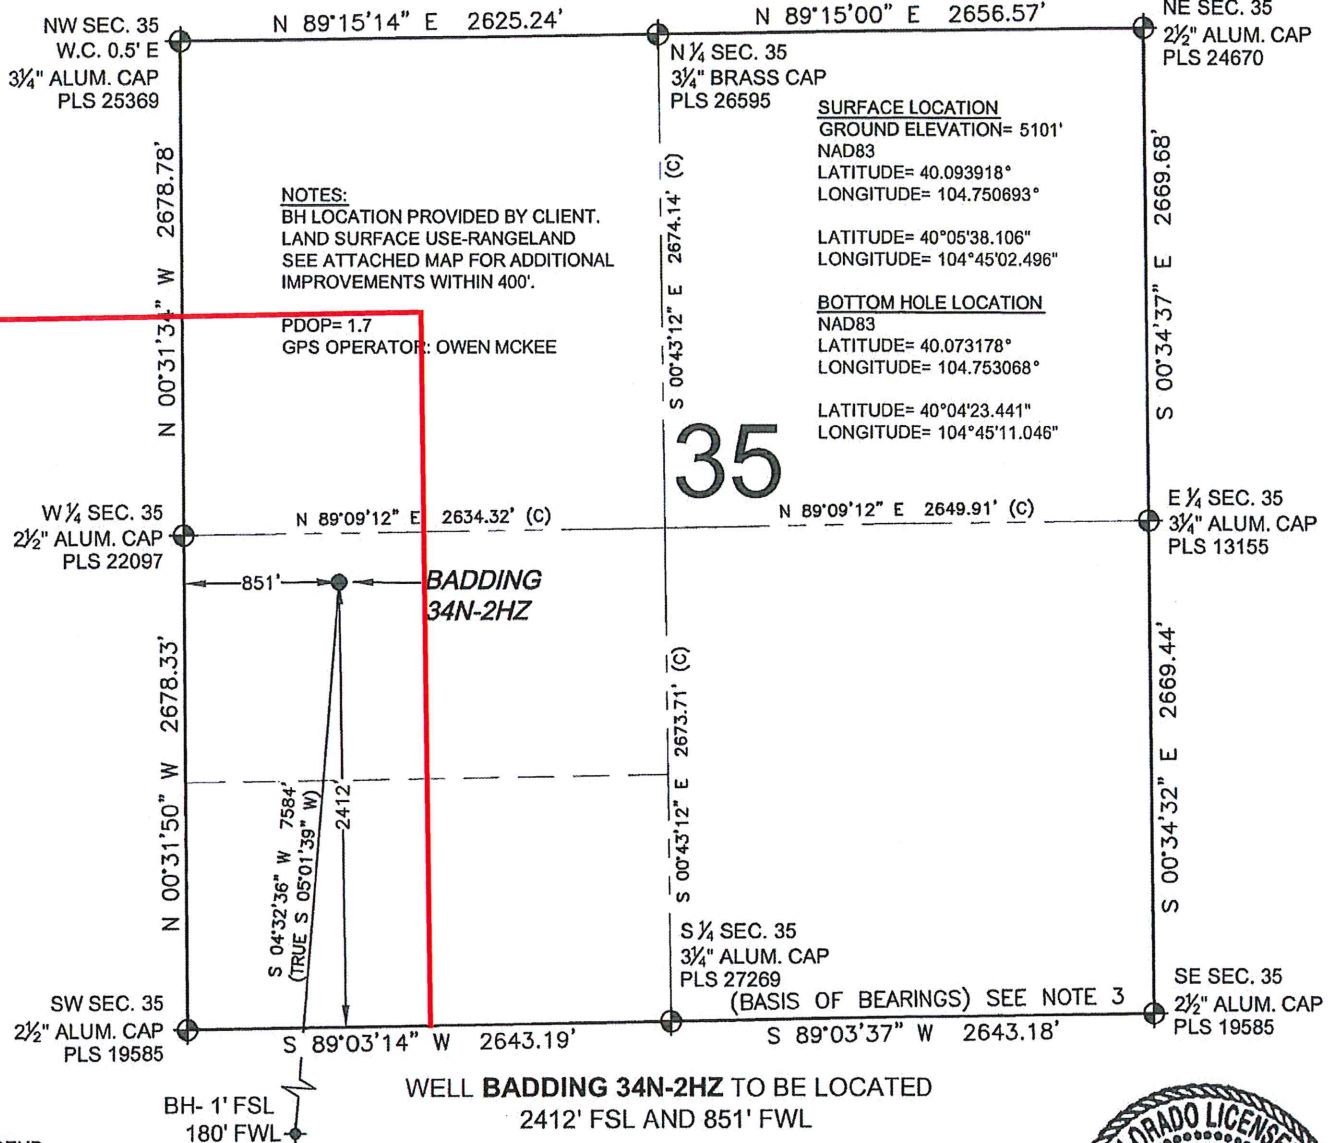 N 89°15'14" E 2625.24'
N 89°15'00" E 2656.57'
NW SEC. 35
W.C. 0.5' E
3¼" ALUM. CAP
PLS 25369
N ¼ SEC. 35
3¼" BRASS CAP
PLS 26595
NE SEC. 35
2½" ALUM. CAP
PLS 24670
SURFACE LOCATION
GROUND ELEVATION= 5101'
NAD83
LATITUDE= 40.093918°
LONGITUDE= 104.750693°
LATITUDE= 40°05'38.106"
LONGITUDE= 104°45'02.496"
BOTTOM HOLE LOCATION
NAD83
LATITUDE= 40.073178°
LONGITUDE= 104.753068°
LATITUDE= 40°04'23.441"
LONGITUDE= 104°45'11.046"
NOTES:
BH LOCATION PROVIDED BY CLIENT.
LAND SURFACE USE-RANGELAND
SEE ATTACHED MAP FOR ADDITIONAL
IMPROVEMENTS WITHIN 400'.
PDOP= 1.7
GPS OPERATOR: OWEN MCKEE
N 00°31'34" W 2678.78'
S 00°43'12" E 2674.14' (C)
S 00°34'37" E 2669.68'
35
W ¼ SEC. 35
2½" ALUM. CAP
PLS 22097
N 89°09'12" E 2634.32' (C)
N 89°09'12" E 2649.91' (C)
E ¼ SEC. 35
3¼" ALUM. CAP
PLS 13155
851'
BADDING
34N-2HZ
N 00°31'50" W 2678.33'
S 04°32'36" W 7584'
(TRUE S 05°01'39" W)
2412'
S 00°43'12" E 2673.71' (C)
S 00°34'32" E 2669.44'
S ¼ SEC. 35
3¼" ALUM. CAP
PLS 27269
(BASIS OF BEARINGS) SEE NOTE 3
SW SEC. 35
2½" ALUM. CAP
PLS 19585
SE SEC. 35
2½" ALUM. CAP
PLS 19585
S 89°03'14" W 2643.19'
S 89°03'37" W 2643.18'
WELL BADDING 34N-2HZ TO BE LOCATED
2412' FSL AND 851' FWL
BH- 1' FSL
180' FWL